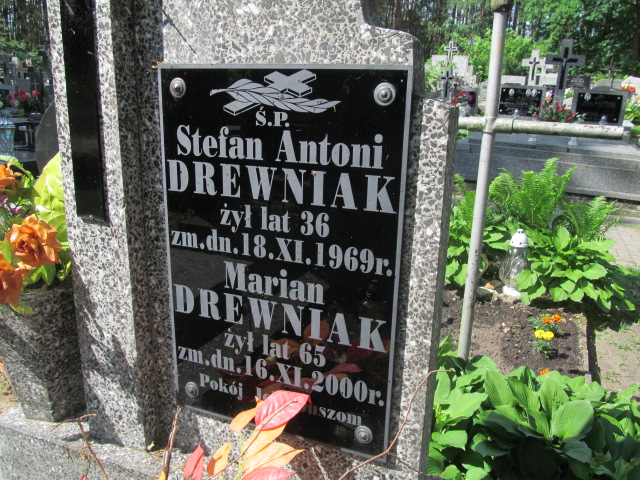 Ś.P.
Stefan Antoni
DREWNIAK
żył lat 36
zm.dn.18.XI.1969r.
Marian
DREWNIAK
żył lat 65
zm.dn.16.XI.2000r.
Pokój